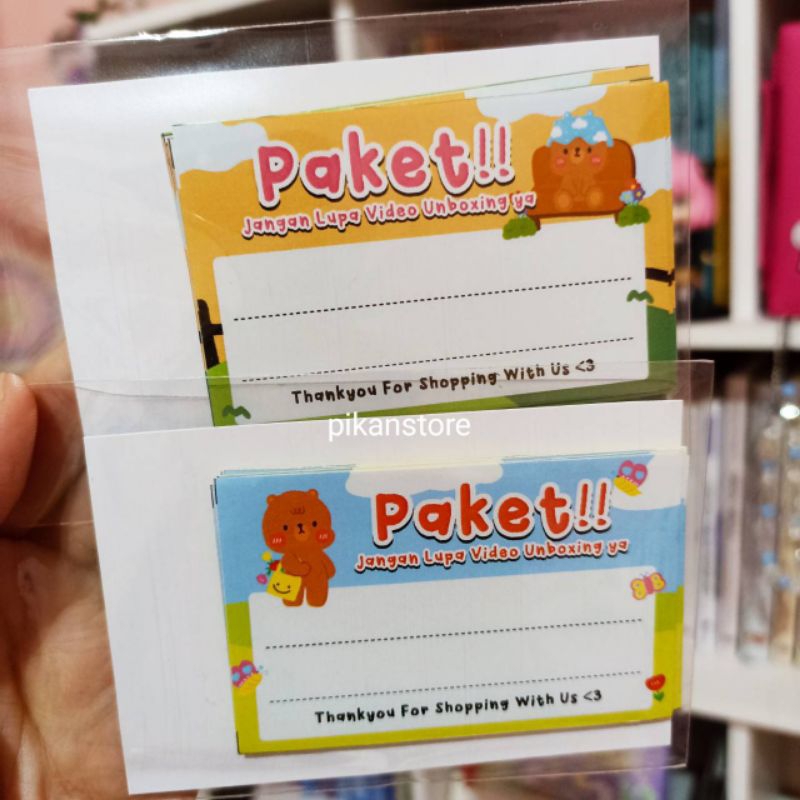 Paket!!
Jangan Lupa Video Unboxing ya
Thankyou For Shopping With Us <3
pikanstore
Paket!!
Jangan Lupa Video Unboxing ya
Thankyou For Shopping With Us <3